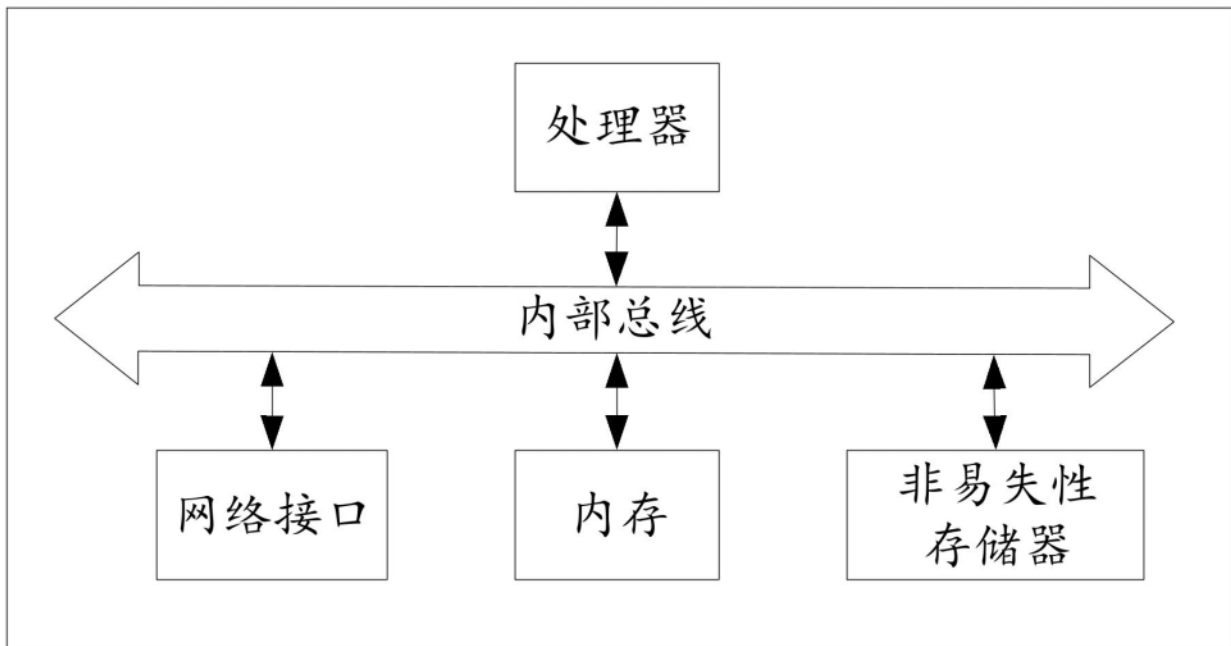 处理器
内部总线
网络接口
内存
非易失性
存储器